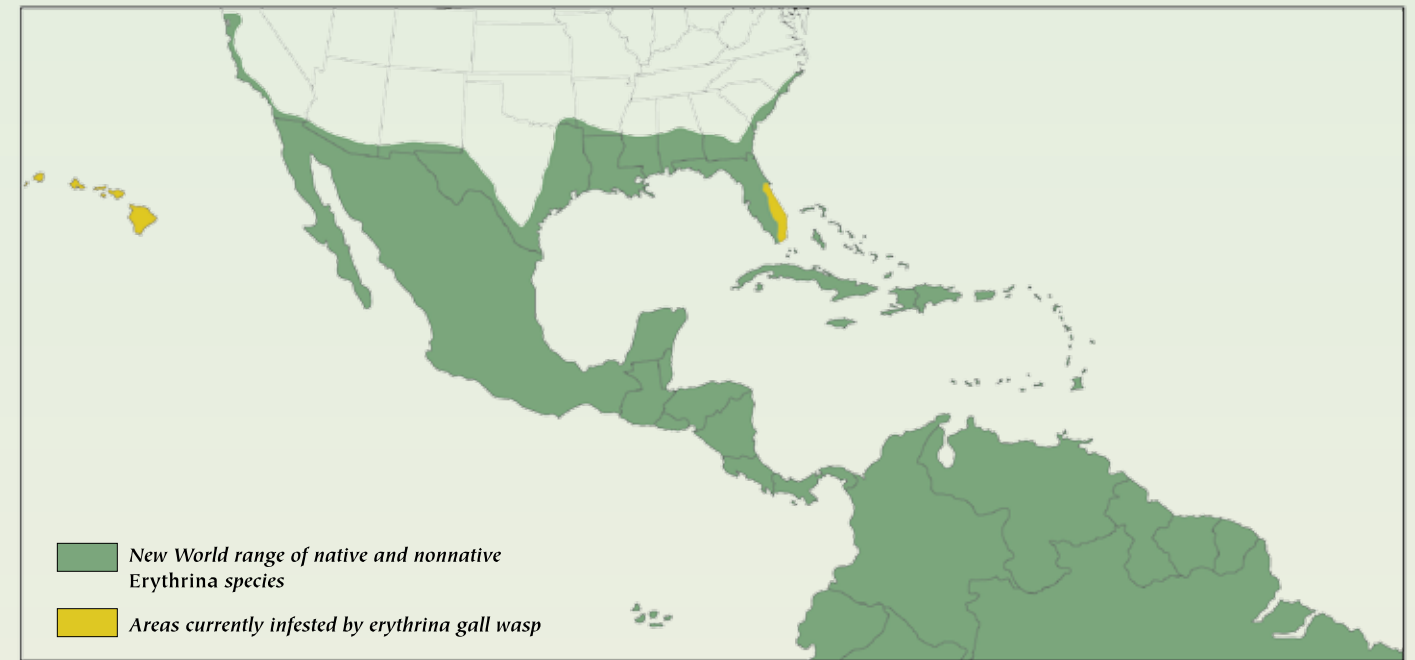 New World range of native and nonnative
Erythrina species
Areas currently infested by erythrina gall wasp